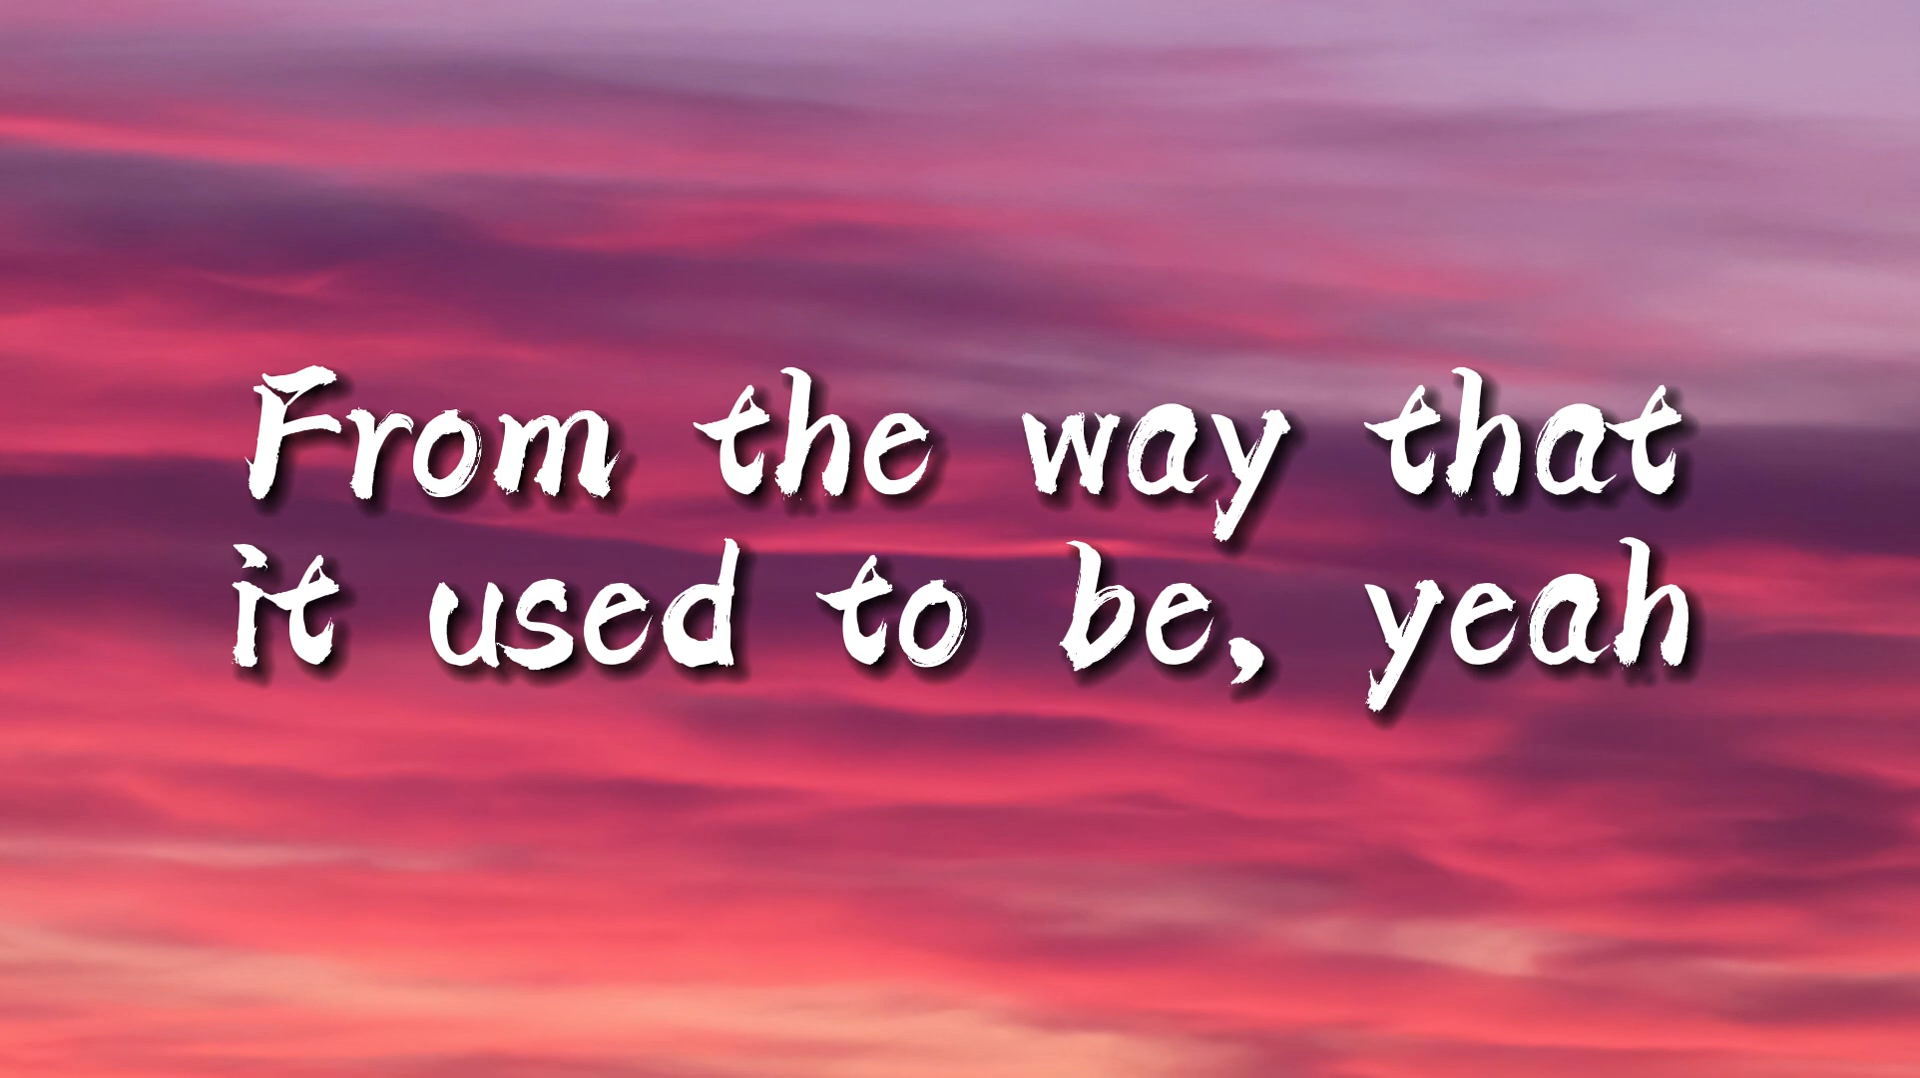 From the way that
it used to be, yeah